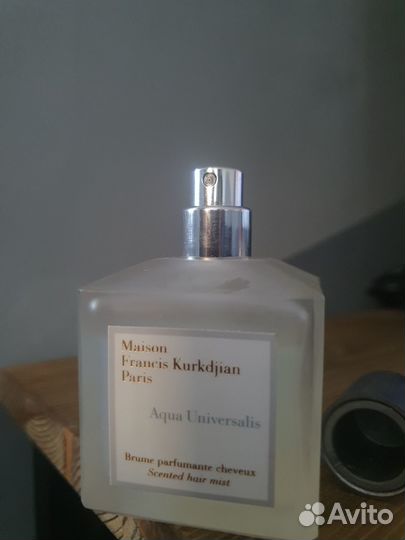 Maison
Francis Kurkdjian
Paris
Aqua Universalis
Brume parfumante cheveux
Scented hair mist
Avito